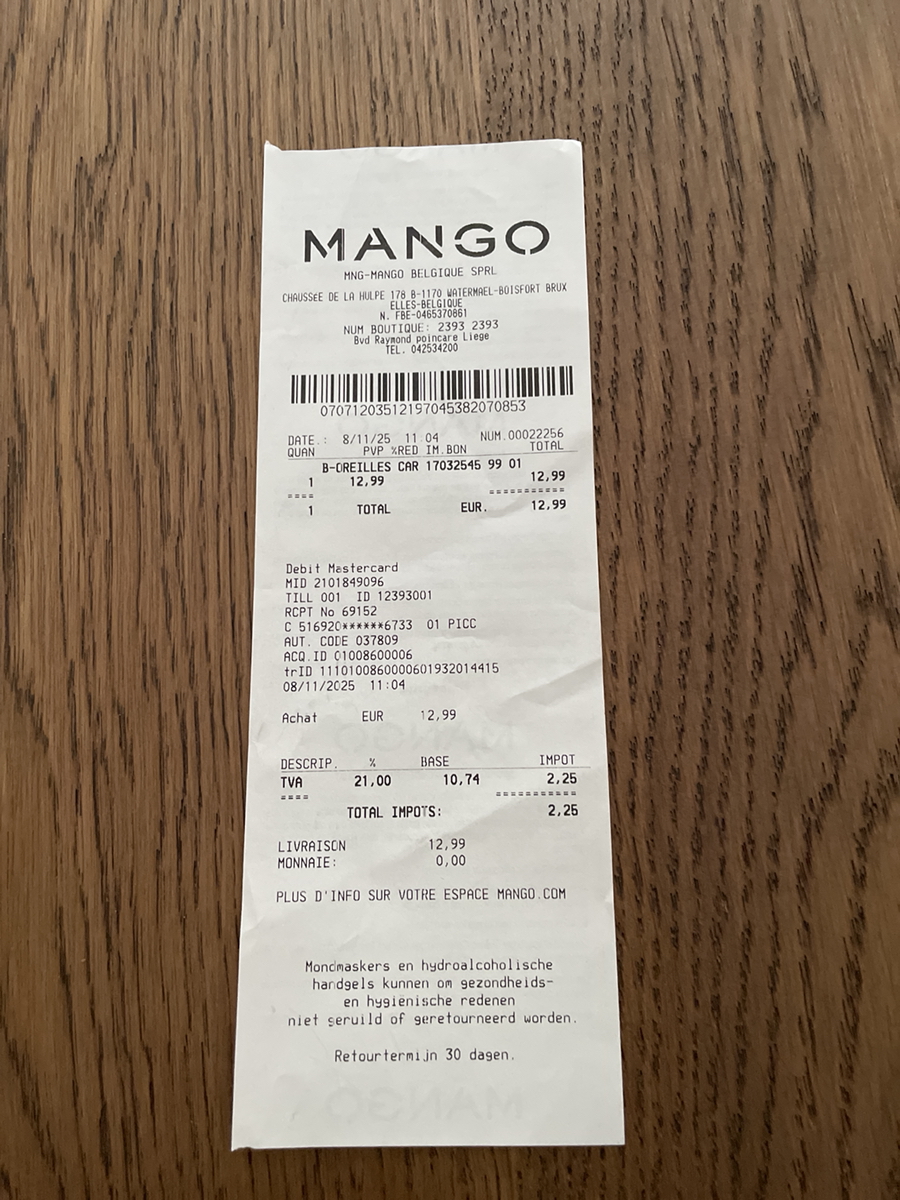 MANGO
MNG-MANGO BELGIQUE SPRL
CHAUSSEE DE LA HULPE 178 B-1170 WATERMAEL-BOISFORT BRUX
ELLES-BELGIQUE
N. FBE-0465370861
NUM BOUTIQUE: 2393 2393
Bvd Raymond poincare Liege
TEL. 042534200
07071203512197045382070853
DATE.: 8/11/25 11:04 NUM.00022256
QUAN PVP %RED IM.BON TOTAL
B-OREILLES CAR 17032545 99 01
1 12,99 12,99
==== ===========
1 TOTAL EUR. 12,99
Debit Mastercard
MID 2101849096
TILL 001 ID 12393001
RCPT No 69152
C 516920******6733 01 PICC
AUT. CODE 037809
ACQ.ID 01008600006
trID 1110100860000601932014415
08/11/2025 11:04
Achat EUR 12,99
DESCRIP. % BASE IMPOT
TVA 21,00 10,74 2,25
==== ===========
TOTAL IMPOTS: 2,25
LIVRAISON 12,99
MONNAIE: 0,00
PLUS D'INFO SUR VOTRE ESPACE MANGO.COM
Mondmaskers en hydroalcoholische
handgels kunnen om gezondheids-
en hygiënische redenen
niet geruild of geretourneerd worden.
Retourtermijn 30 dagen.